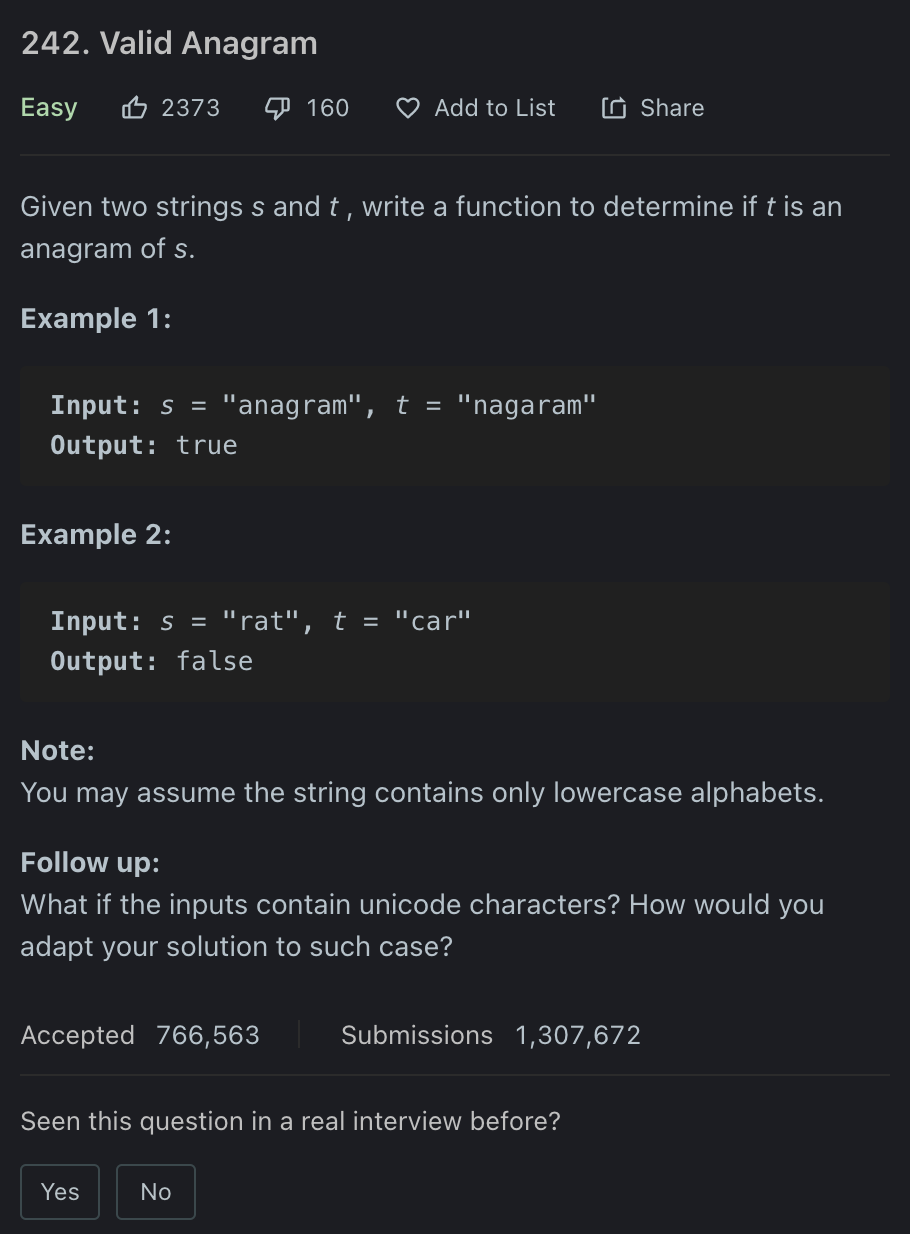 242. Valid Anagram
Easy 2373 160 Add to List Share
Given two strings s and t , write a function to determine if t is an
anagram of s.
Example 1:
Input: s = "anagram", t = "nagaram"
Output: true
Example 2:
Input: s = "rat", t = "car"
Output: false
Note:
You may assume the string contains only lowercase alphabets.
Follow up:
What if the inputs contain unicode characters? How would you
adapt your solution to such case?
Accepted 766,563 Submissions 1,307,672
Seen this question in a real interview before?
Yes No